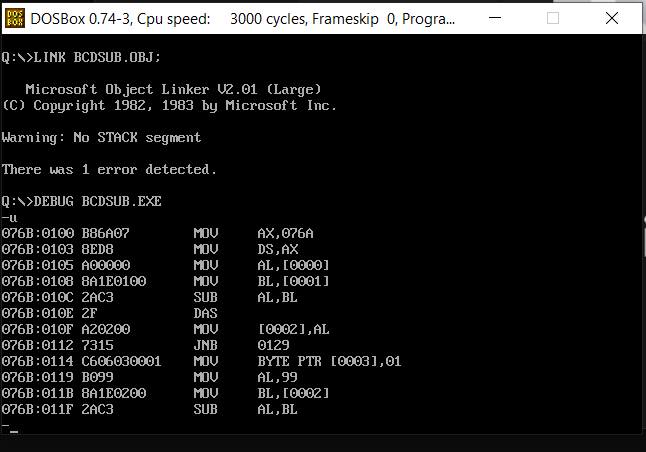 DOS BOX
DOSBox 0.74-3, Cpu speed: 3000 cycles, Frameskip 0, Progra...
Q:\>LINK BCDSUB.OBJ;
Microsoft Object Linker V2.01 (Large)
(C) Copyright 1982, 1983 by Microsoft Inc.
Warning: No STACK segment
There was 1 error detected.
Q:\>DEBUG BCDSUB.EXE
-u
076B:0100 B86A07 MOV AX,076A
076B:0103 8ED8 MOV DS,AX
076B:0105 A00000 MOV AL,[0000]
076B:0108 8A1E0100 MOV BL,[0001]
076B:010C 2AC3 SUB AL,BL
076B:010E 2F DAS
076B:010F A20200 MOV [0002],AL
076B:0112 7315 JNB 0129
076B:0114 C606030001 MOV BYTE PTR [0003],01
076B:0119 B099 MOV AL,99
076B:011B 8A1E0200 MOV BL,[0002]
076B:011F 2AC3 SUB AL,BL
-_